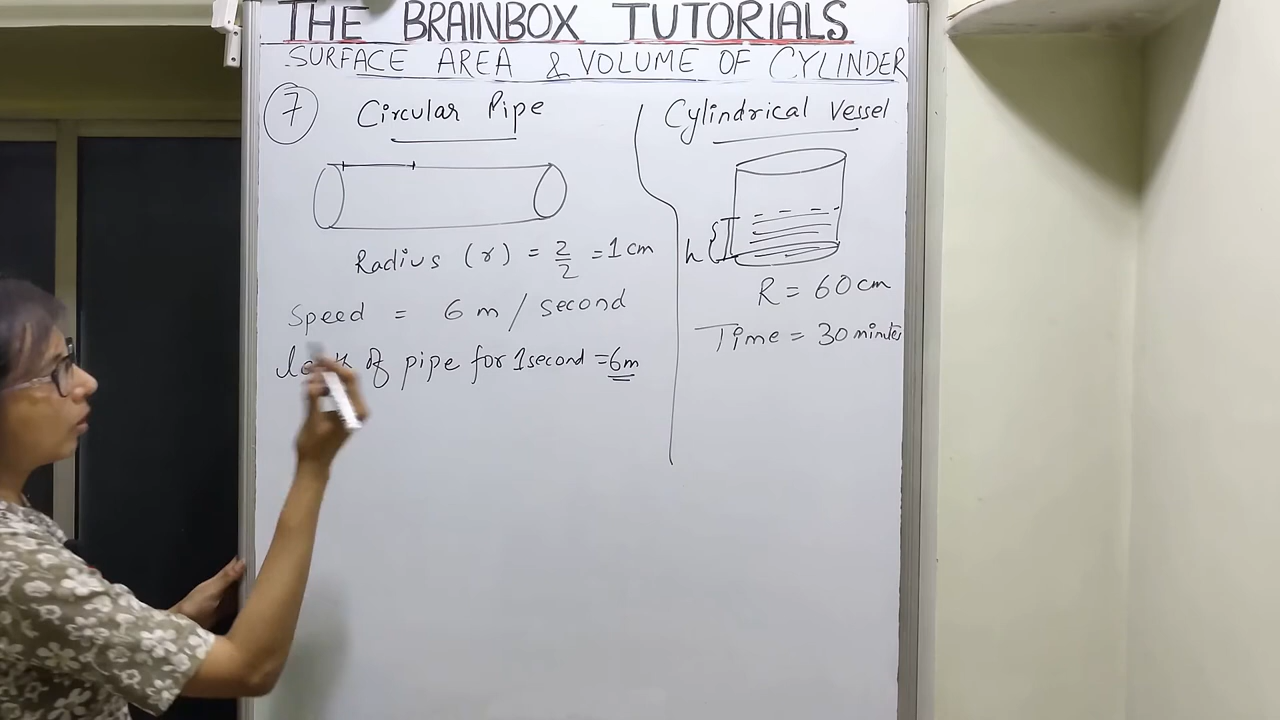 THE BRAINBOX TUTORIALS
SURFACE AREA & VOLUME OF CYLINDER
7
Circular Pipe
Radius (r) = 2/2 = 1 cm
Speed = 6 m / second
of pipe for 1 second = 6m
Cylindrical Vessel
h
R = 60 cm
Time = 30 minutes